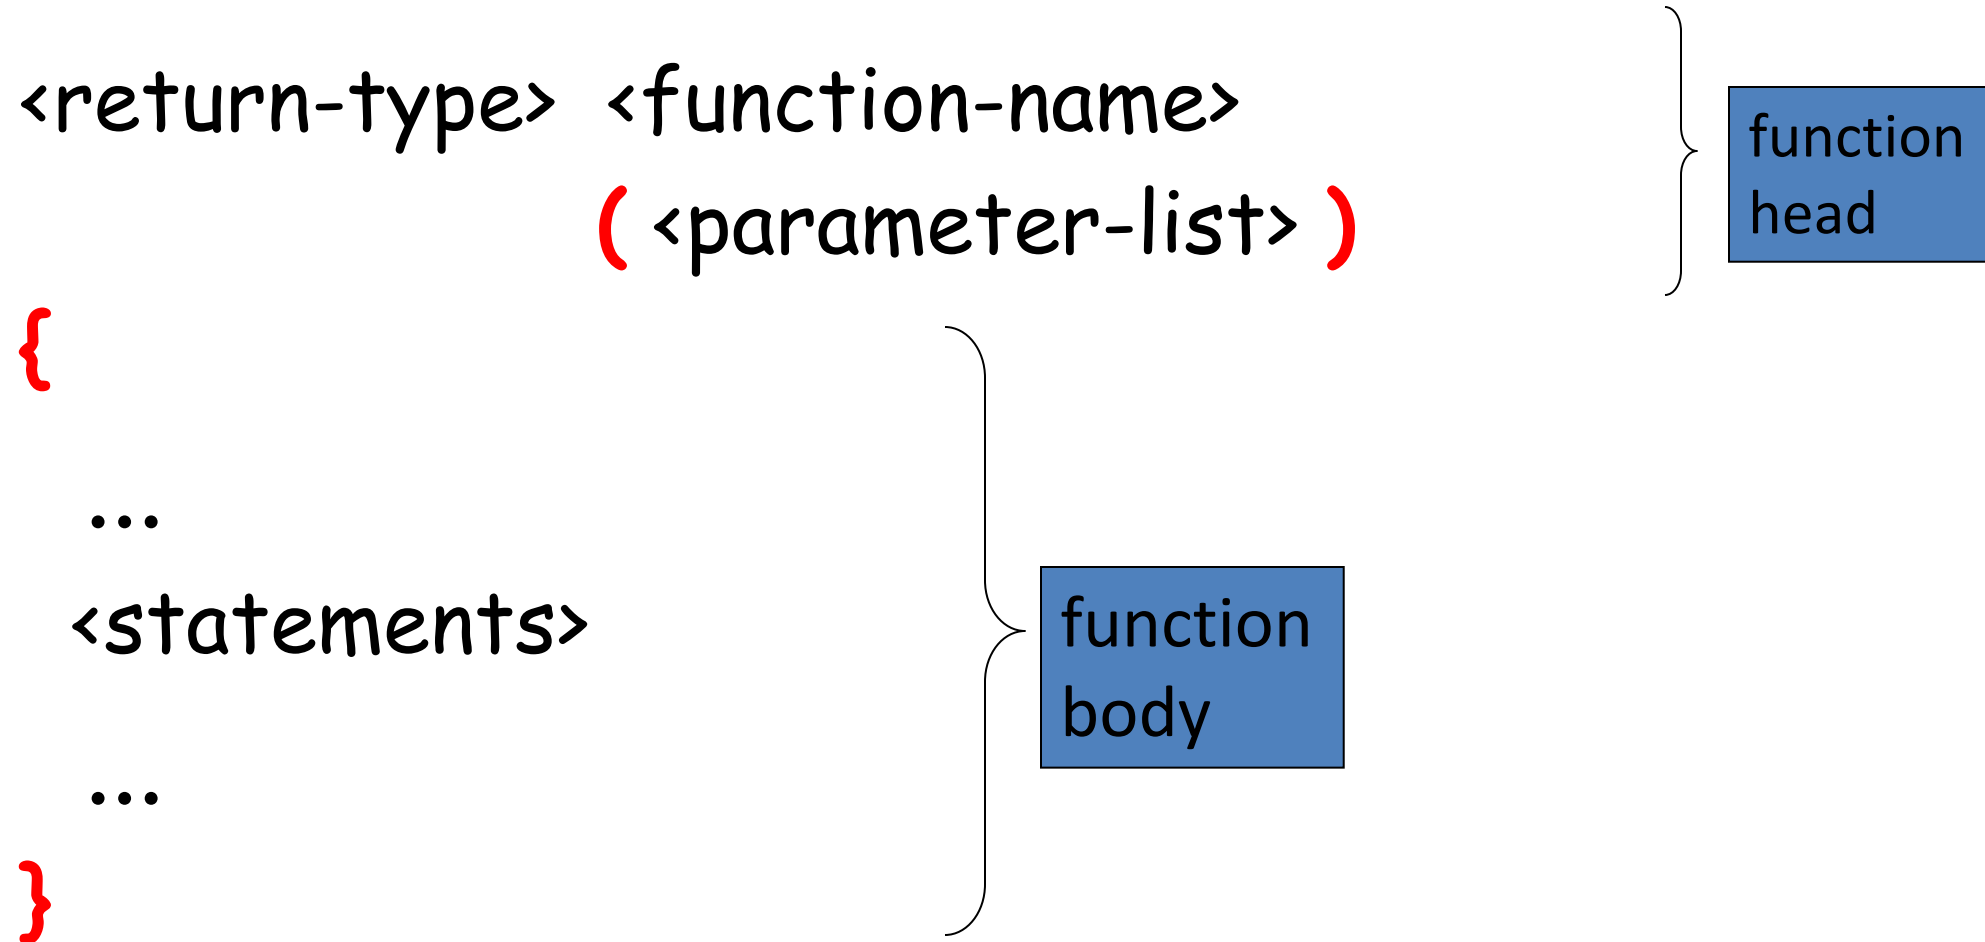 <return-type> <function-name>
( <parameter-list> )
function
head
{
...
<statements>
...
}
function
body